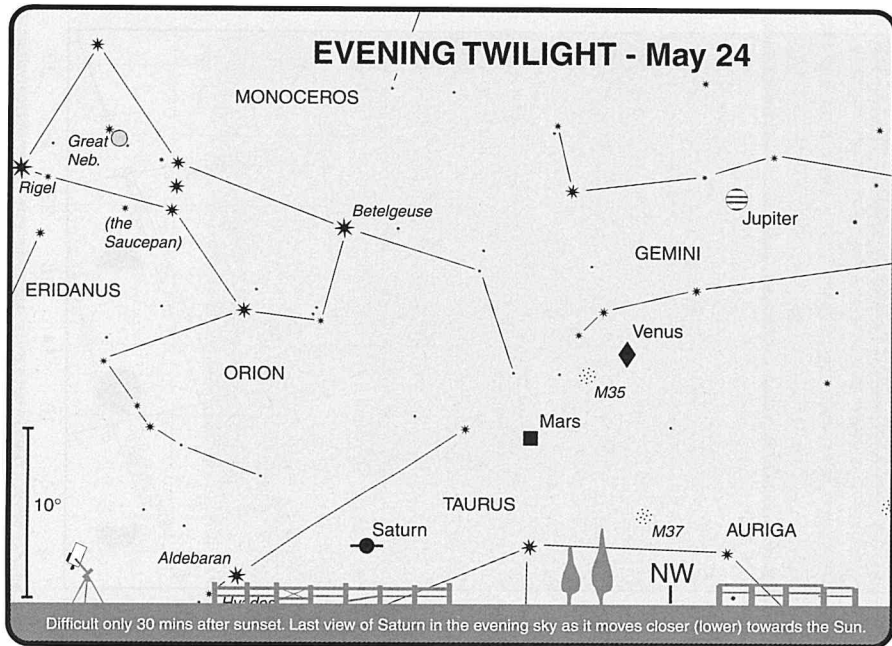 EVENING TWILIGHT - May 24
MONOCEROS
Great
Neb.
Rigel
Betelgeuse
(the
Saucepan)
Jupiter
GEMINI
ERIDANUS
Venus
ORION
M35
Mars
10°
TAURUS
M37
AURIGA
Saturn
Aldebaran
NW
Hyades
Difficult only 30 mins after sunset. Last view of Saturn in the evening sky as it moves closer (lower) towards the Sun.